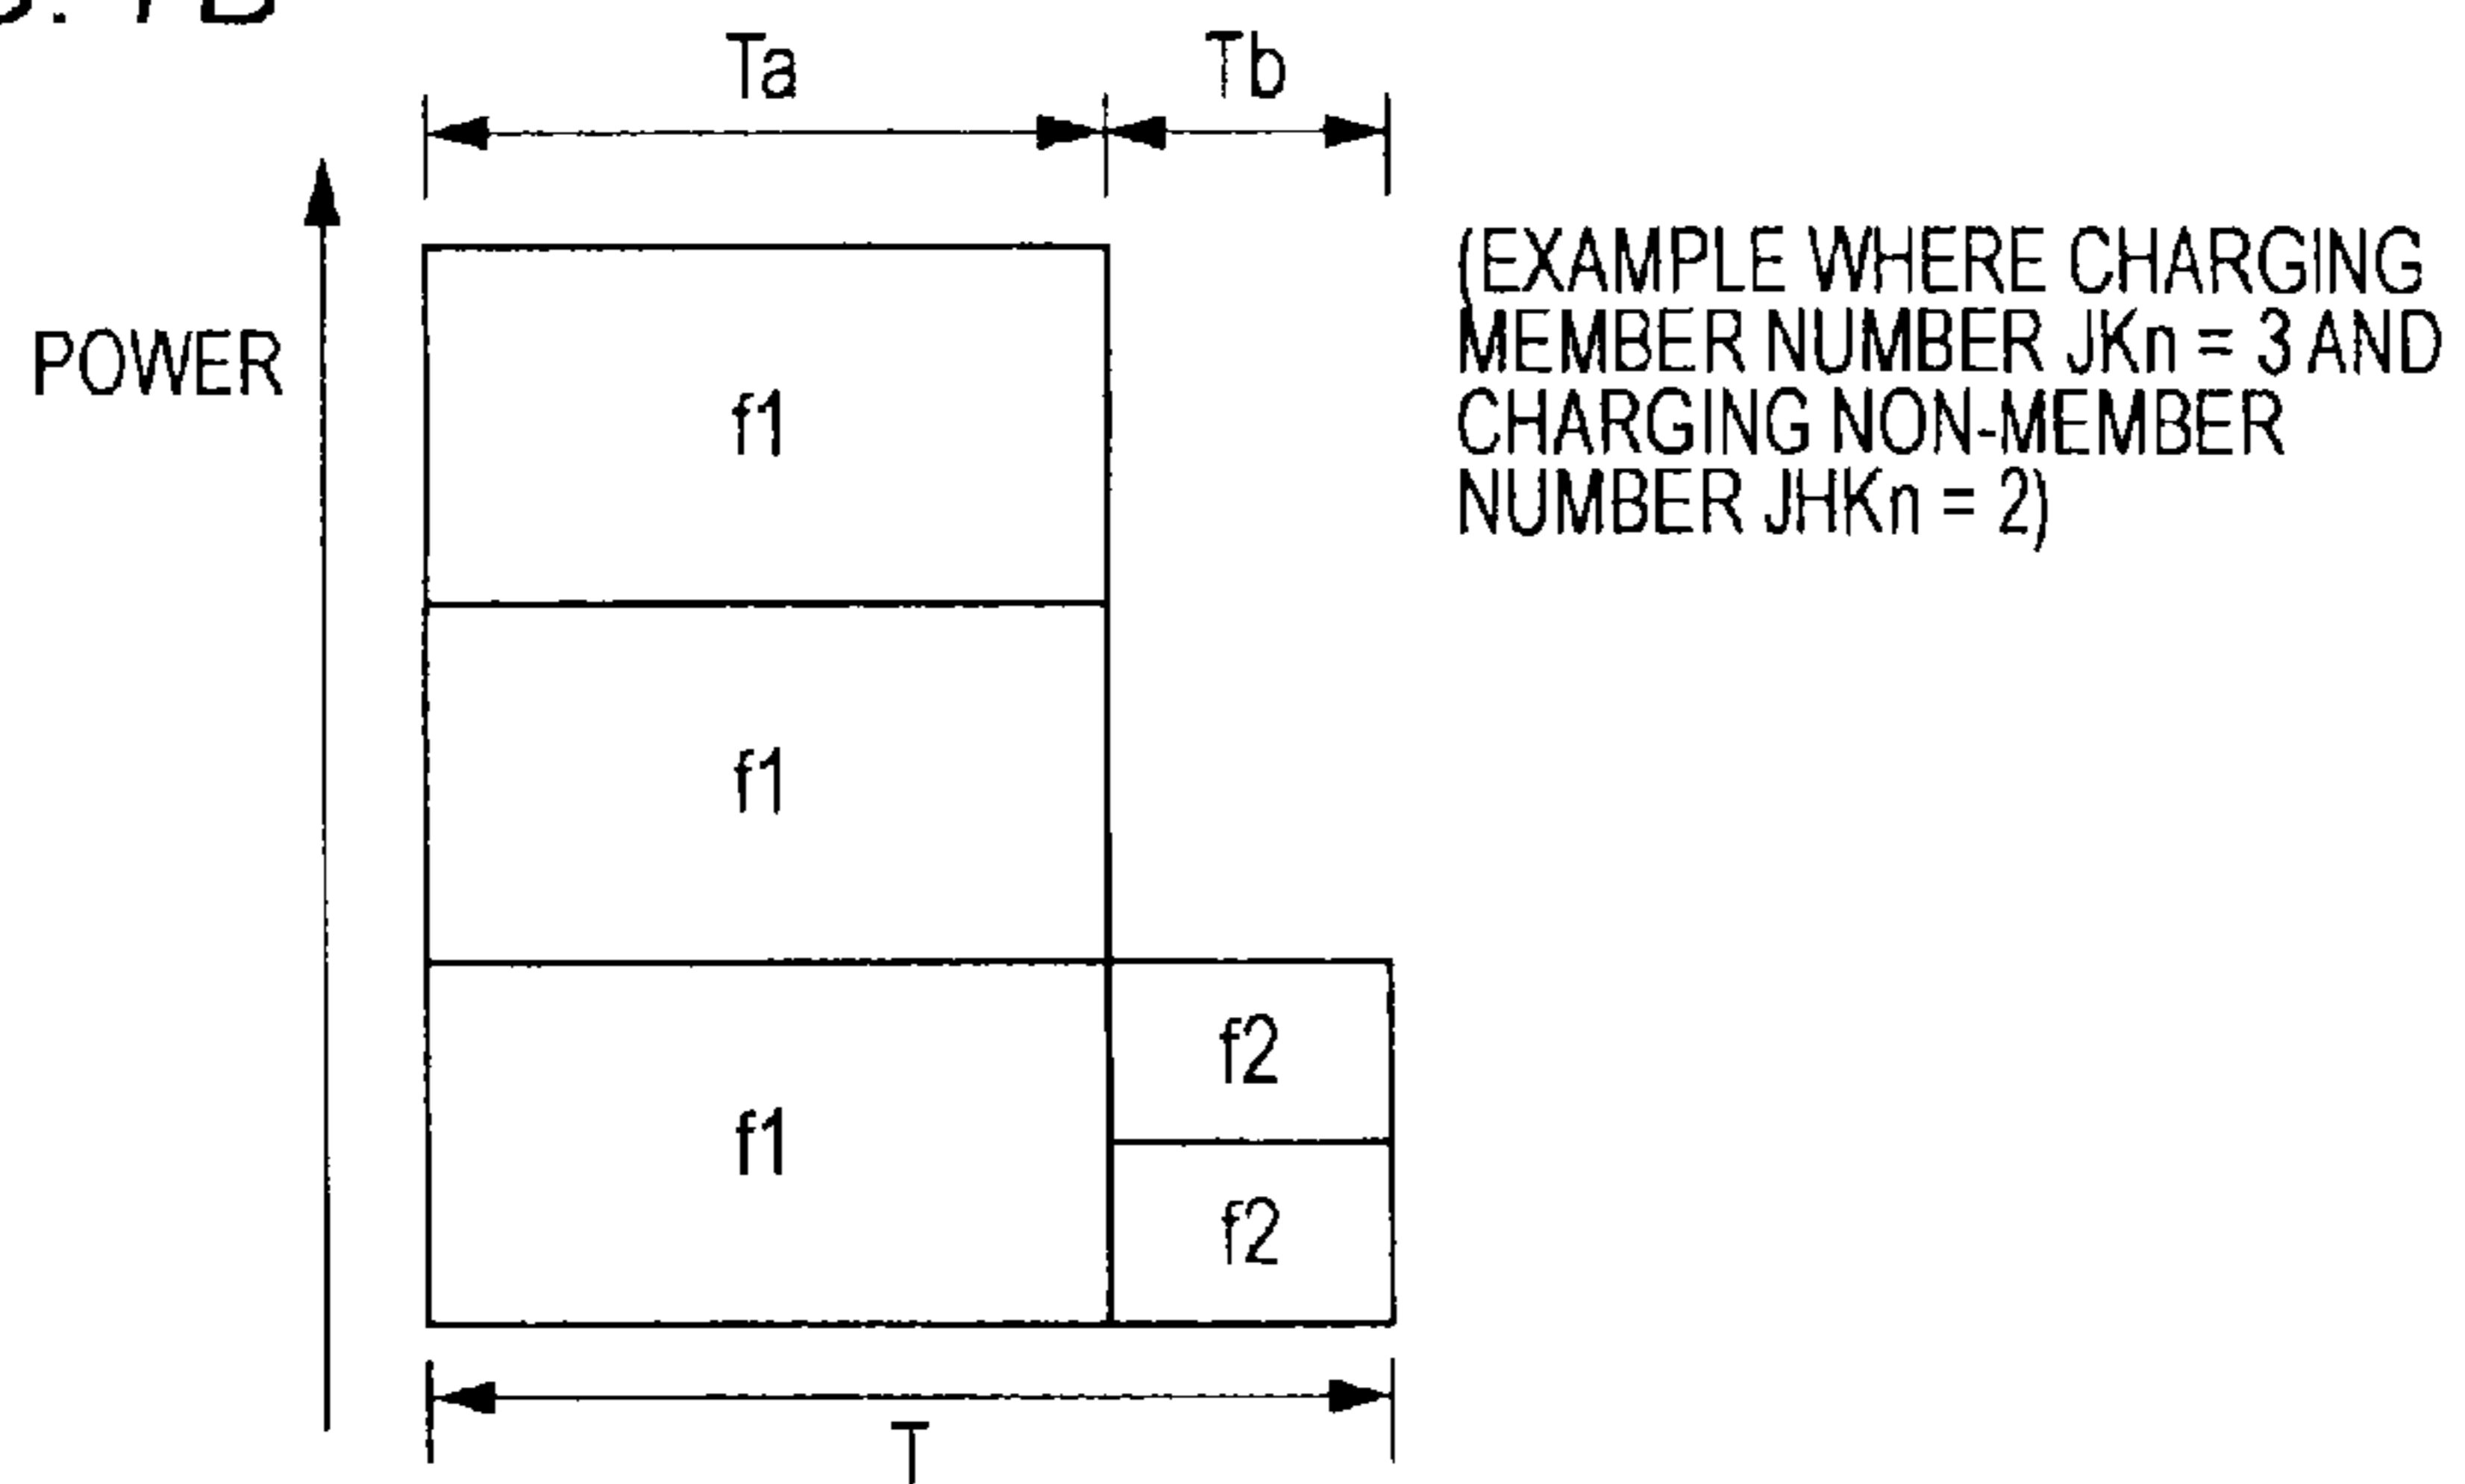 Ta
Tb
POWER
(EXAMPLE WHERE CHARGING
MEMBER NUMBER JKn = 3 AND
CHARGING NON-MEMBER
NUMBER JHKn = 2)
f1
f1
f1
f2
f2
T